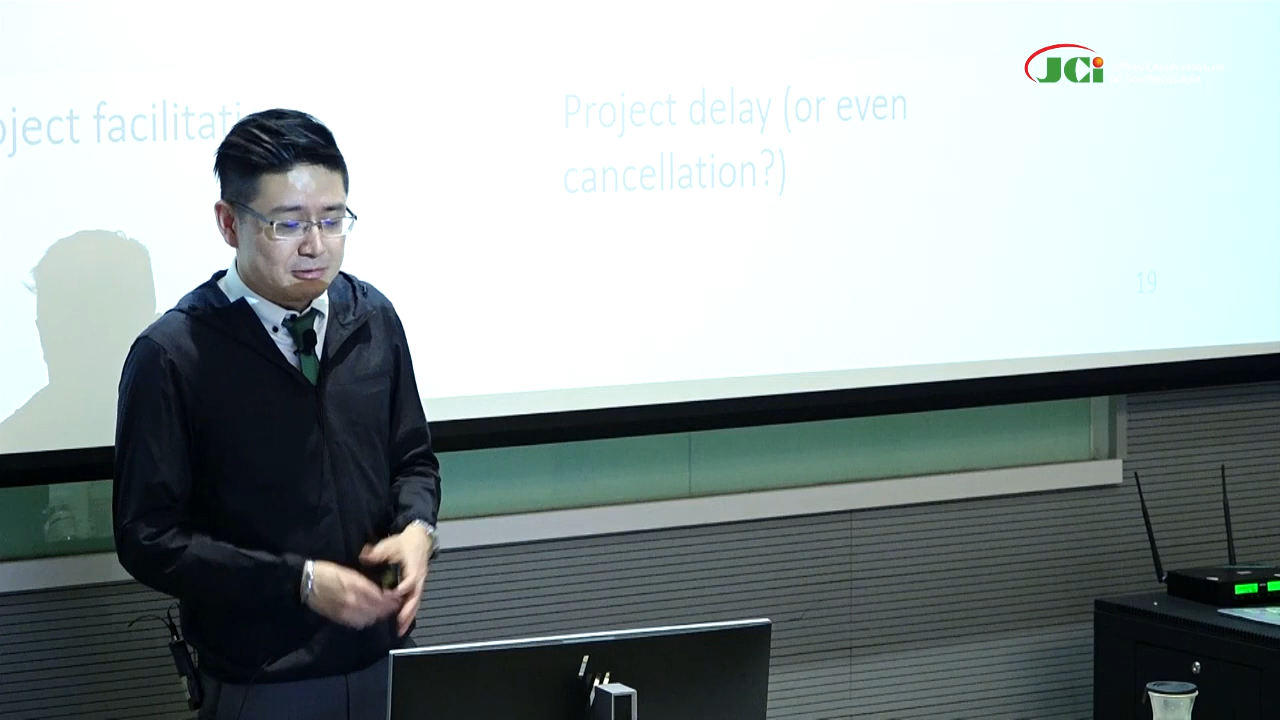 JCi
oject facilitati
Project delay (or even
cancellation?)
19